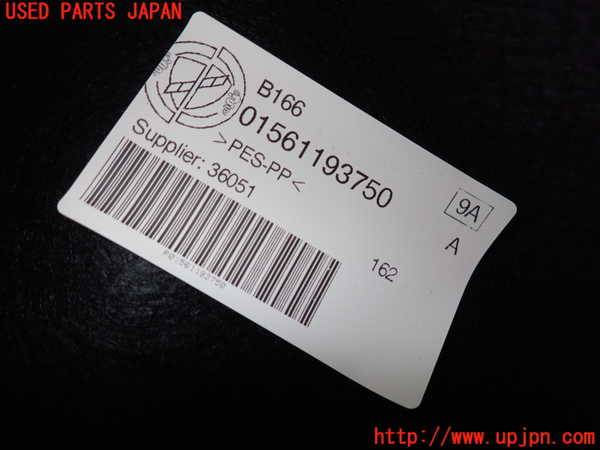 USED PARTS JAPAN
B166
01561193750
>PES-PP<
Supplier: 36051
9A
A
162
http://www.upjpn.com/